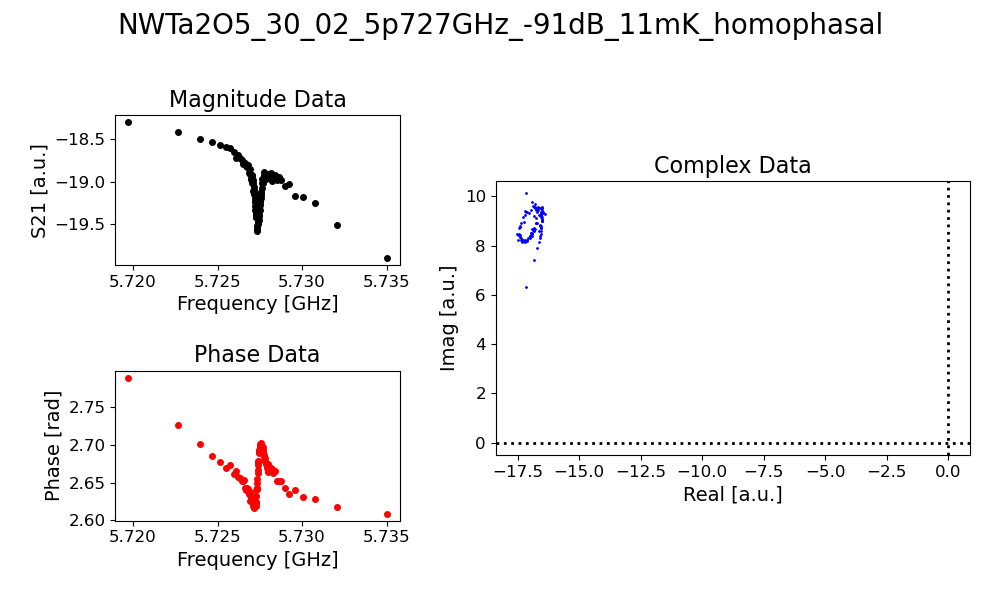 NWTa2O5_30_02_5p727GHz_-91dB_11mK_homophasal
Magnitude Data
S21 [a.u.]
−18.5
−19.0
−19.5
5.720 5.725 5.730 5.735
Frequency [GHz]
Phase Data
Phase [rad]
2.75
2.70
2.65
2.60
5.720 5.725 5.730 5.735
Frequency [GHz]
Complex Data
Imag [a.u.]
10
8
6
4
2
0
−17.5 −15.0 −12.5 −10.0 −7.5 −5.0 −2.5 0.0
Real [a.u.]